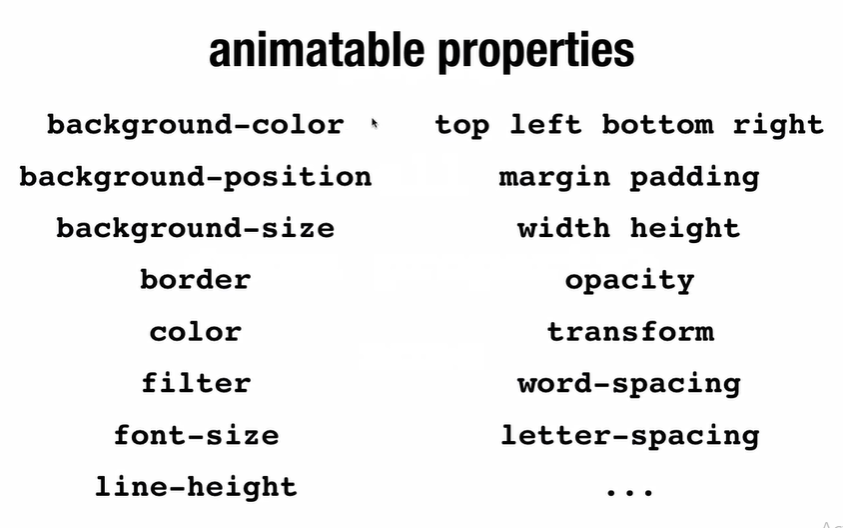 animatable properties
background-color
background-position
background-size
border
color
filter
font-size
line-height
top left bottom right
margin padding
width height
opacity
transform
word-spacing
letter-spacing
...